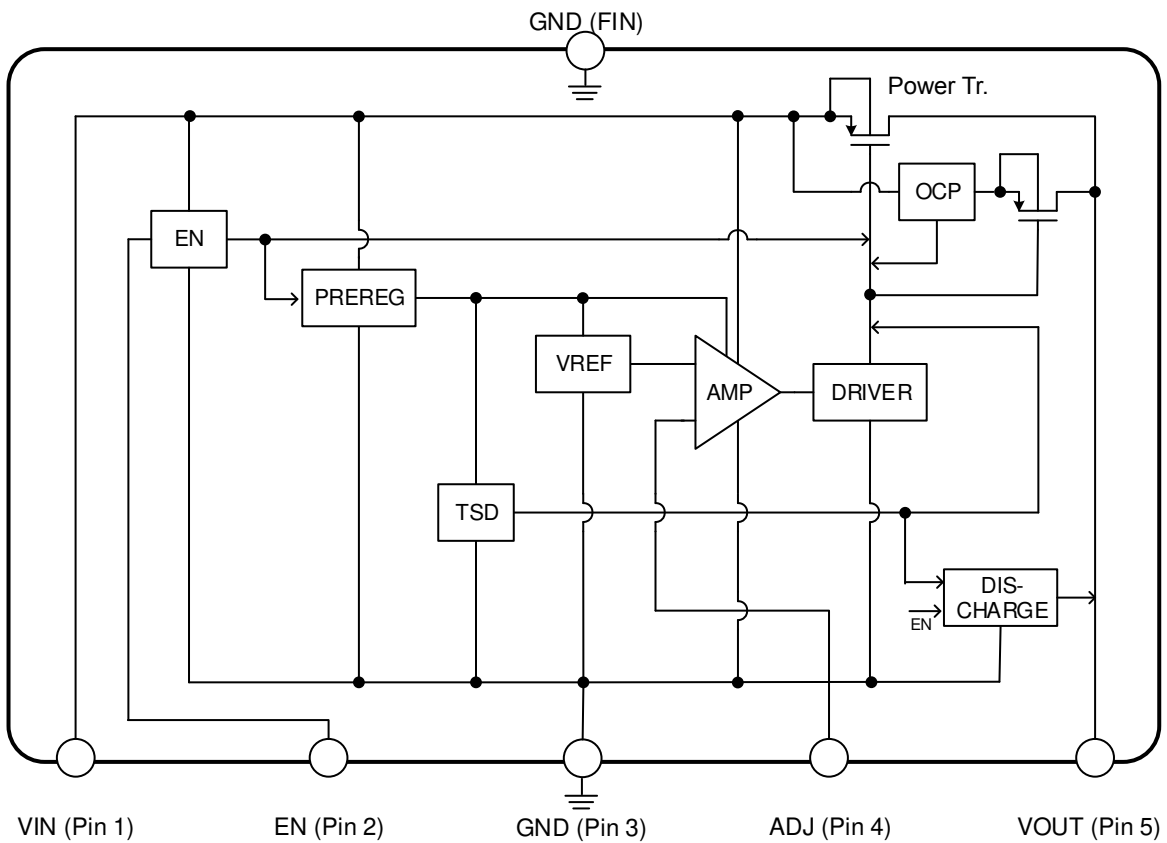 GND (FIN)
Power Tr.
OCP
EN
PREREG
VREF
AMP
DRIVER
TSD
DIS-
CHARGE
EN
VIN (Pin 1)
EN (Pin 2)
GND (Pin 3)
ADJ (Pin 4)
VOUT (Pin 5)